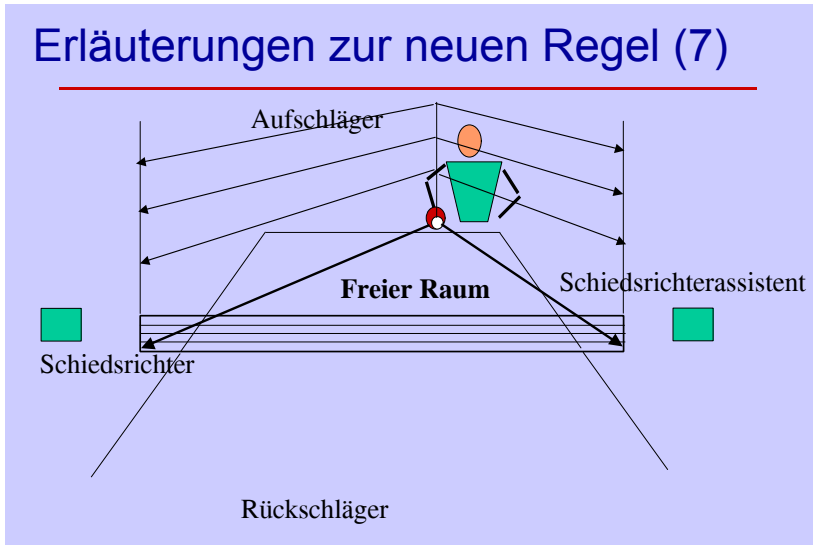 Erläuterungen zur neuen Regel (7)
Aufschläger
Schiedsrichterassistent
Freier Raum
Schiedsrichter
Rückschläger